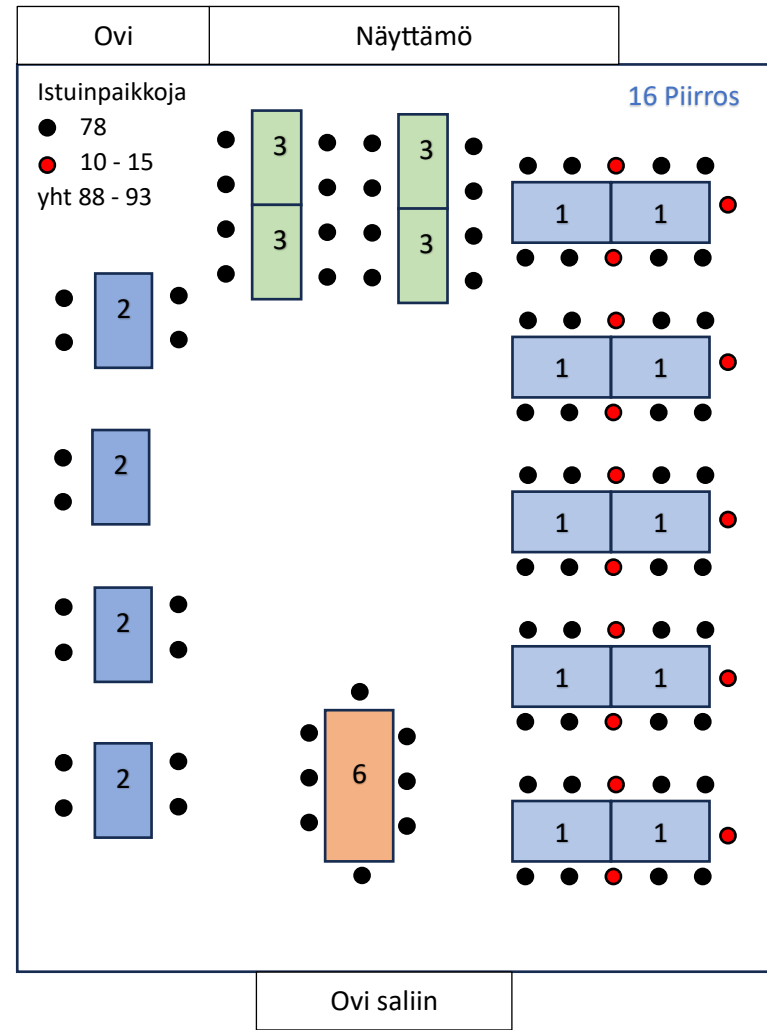 Ovi
Näyttämö
Istuinpaikkoja
78
10 - 15
yht 88 - 93
16 Piirros
3
3
3
3
1 1
2
1 1
2
1 1
2
1 1
2
6
1 1
Ovi saliin